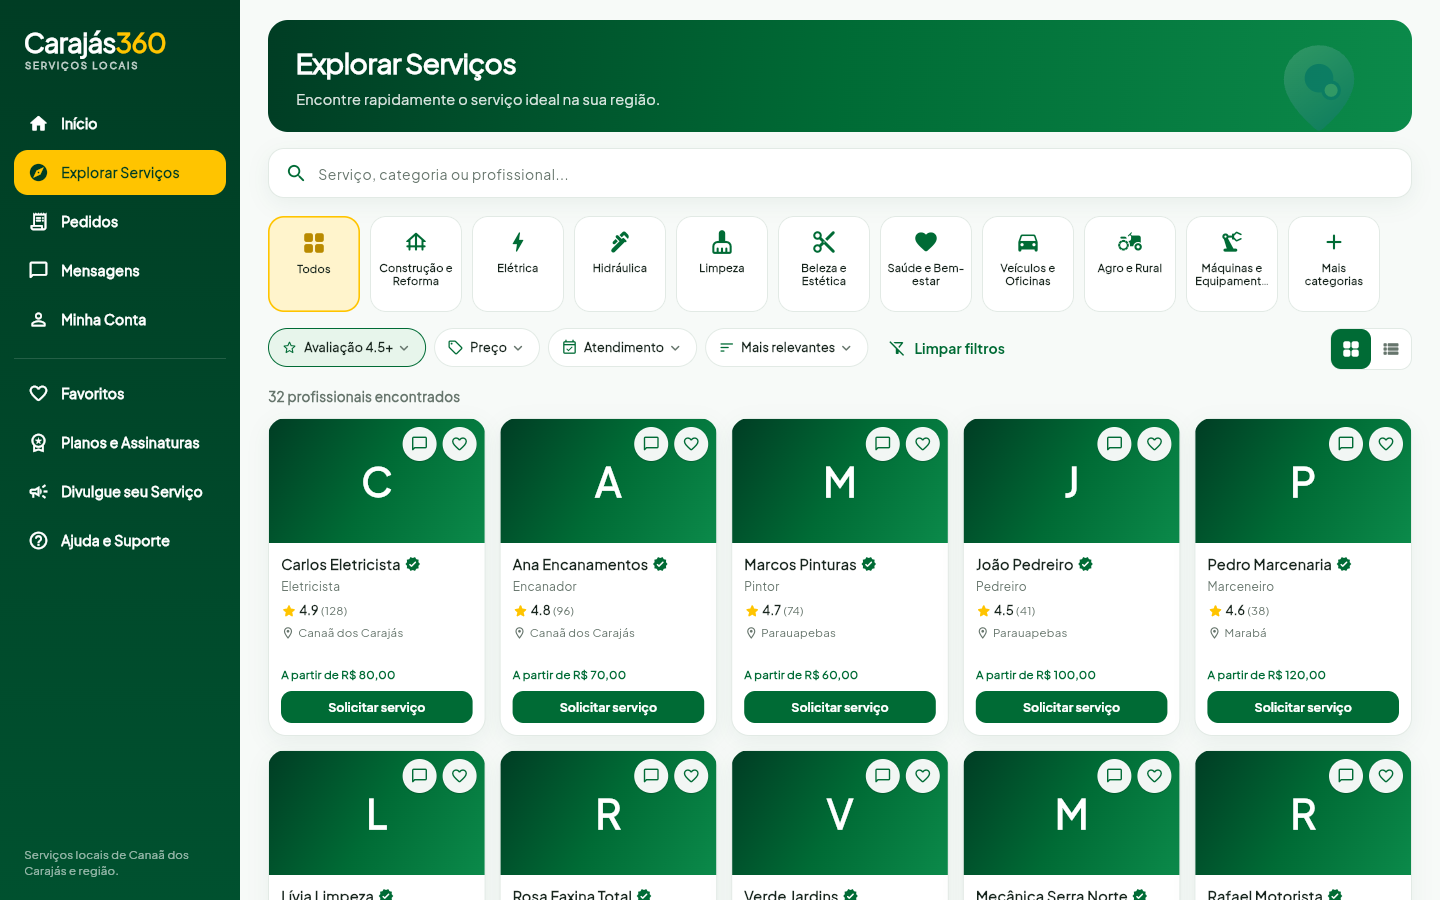 Carajás360
SERVIÇOS LOCAIS
Início
Explorar Serviços
Pedidos
Mensagens
Minha Conta
Favoritos
Planos e Assinaturas
Divulgue seu Serviço
Ajuda e Suporte
Serviços locais de Canaã dos
Carajás e região.
Explorar Serviços
Encontre rapidamente o serviço ideal na sua região.
Serviço, categoria ou profissional...
Todos
Construção e
Reforma
Elétrica
Hidráulica
Limpeza
Beleza e
Estética
Saúde e Bem-
estar
Veículos e
Oficinas
Agro e Rural
Máquinas e
Equipament...
Mais
categorias
Avaliação 4.5+
Preço
Atendimento
Mais relevantes
Limpar filtros
32 profissionais encontrados
C
Carlos Eletricista
Eletricista
4.9 (128)
Canaã dos Carajás
A partir de R$ 80,00
Solicitar serviço
A
Ana Encanamentos
Encanador
4.8 (96)
Canaã dos Carajás
A partir de R$ 70,00
Solicitar serviço
M
Marcos Pinturas
Pintor
4.7 (74)
Parauapebas
A partir de R$ 60,00
Solicitar serviço
J
João Pedreiro
Pedreiro
4.5 (41)
Parauapebas
A partir de R$ 100,00
Solicitar serviço
P
Pedro Marcenaria
Marceneiro
4.6 (38)
Marabá
A partir de R$ 120,00
Solicitar serviço
L
Lívia Limpeza
R
Rosa Faxina Total
V
Verde Jardins
M
Mecânica Serra Norte
R
Rafael Motorista